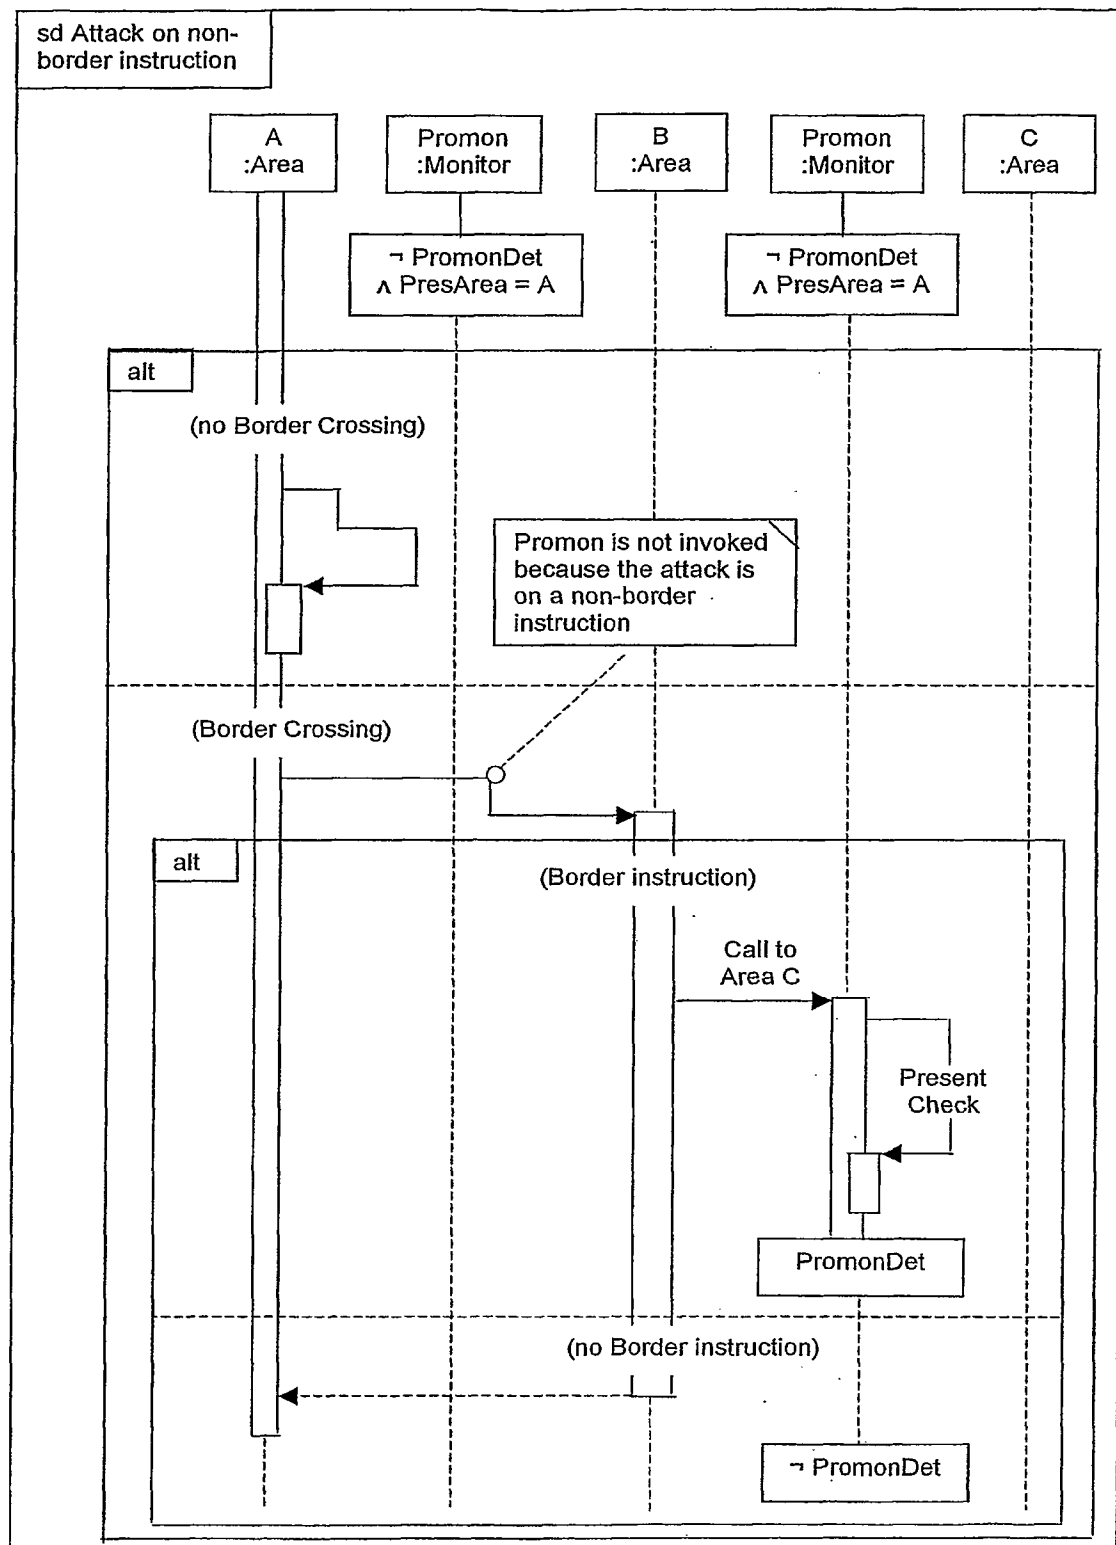 sd Attack on non-
border instruction
A
:Area
Promon
:Monitor
B
:Area
Promon
:Monitor
C
:Area
¬ PromonDet
∧ PresArea = A
¬ PromonDet
∧ PresArea = A
alt
(no Border Crossing)
Promon is not invoked
because the attack is
on a non-border
instruction
(Border Crossing)
alt
(Border instruction)
Call to
Area C
Present
Check
PromonDet
(no Border instruction)
¬ PromonDet